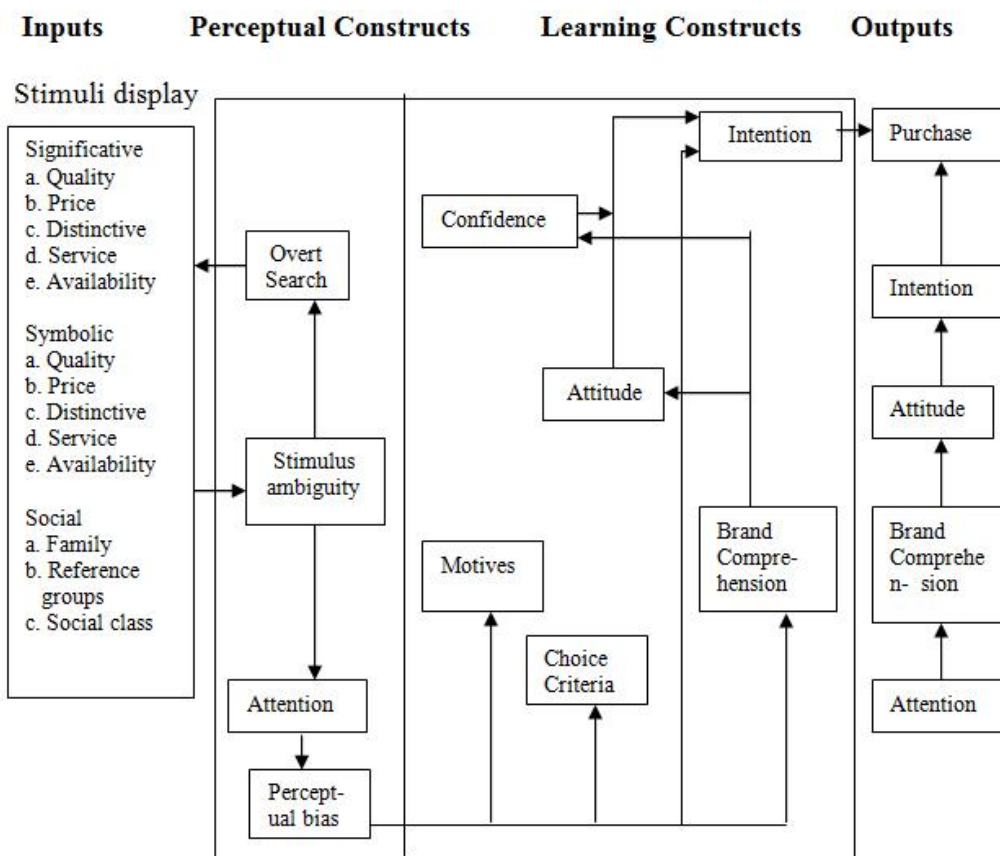 Inputs
Perceptual Constructs
Learning Constructs
Outputs
Stimuli display
Significative
a. Quality
b. Price
c. Distinctive
d. Service
e. Availability
Symbolic
a. Quality
b. Price
c. Distinctive
d. Service
e. Availability
Social
a. Family
b. Reference
groups
c. Social class
Overt
Search
Stimulus
ambiguity
Attention
Percept-
ual bias
Intention
Confidence
Attitude
Motives
Choice
Criteria
Brand
Compre-
hension
Purchase
Intention
Attitude
Brand
Comprehe
n- sion
Attention